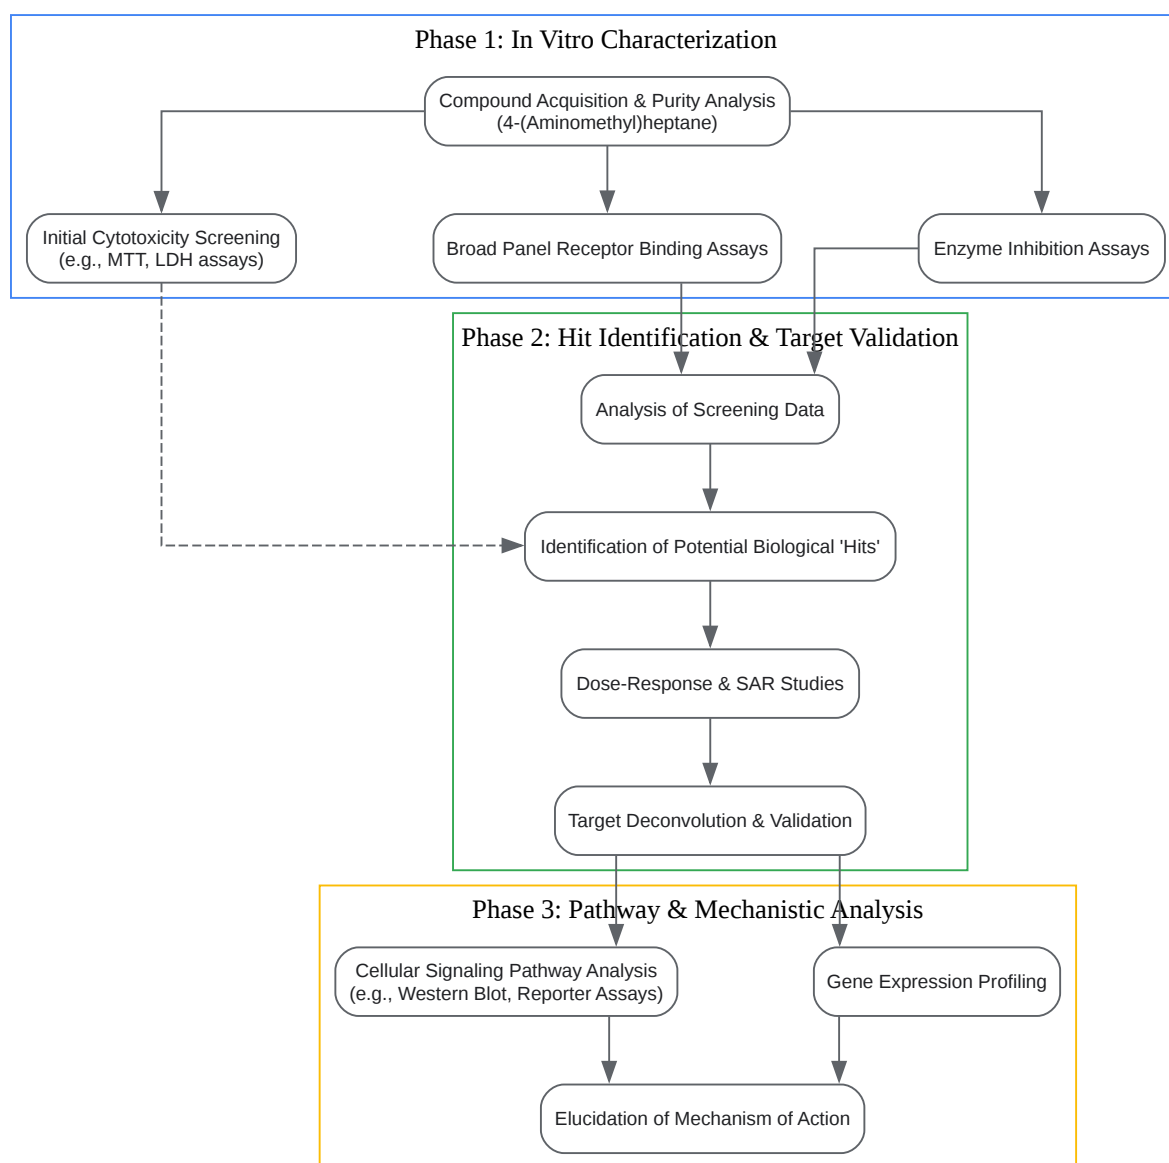 Phase 1: In Vitro Characterization
Compound Acquisition & Purity Analysis
(4-(Aminomethyl)heptane)
Initial Cytotoxicity Screening
(e.g., MTT, LDH assays)
Broad Panel Receptor Binding Assays
Enzyme Inhibition Assays
Phase 2: Hit Identification & Target Validation
Analysis of Screening Data
Identification of Potential Biological 'Hits'
Dose-Response & SAR Studies
Target Deconvolution & Validation
Phase 3: Pathway & Mechanistic Analysis
Cellular Signaling Pathway Analysis
(e.g., Western Blot, Reporter Assays)
Gene Expression Profiling
Elucidation of Mechanism of Action